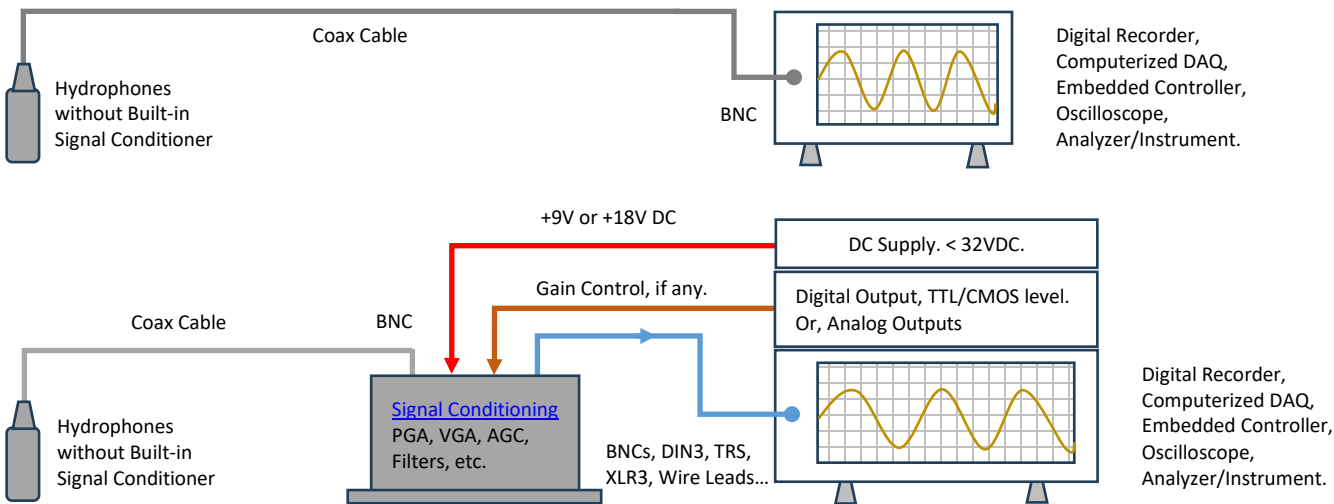 Coax Cable
Hydrophones
without Built-in
Signal Conditioner
BNC
Digital Recorder,
Computerized DAQ,
Embedded Controller,
Oscilloscope,
Analyzer/Instrument.
+9V or +18V DC
DC Supply. < 32VDC.
Gain Control, if any.
Digital Output, TTL/CMOS level.
Or, Analog Outputs
Coax Cable
BNC
Hydrophones
without Built-in
Signal Conditioner
Signal Conditioning
PGA, VGA, AGC,
Filters, etc.
BNCs, DIN3, TRS,
XLR3, Wire Leads...
Digital Recorder,
Computerized DAQ,
Embedded Controller,
Oscilloscope,
Analyzer/Instrument.